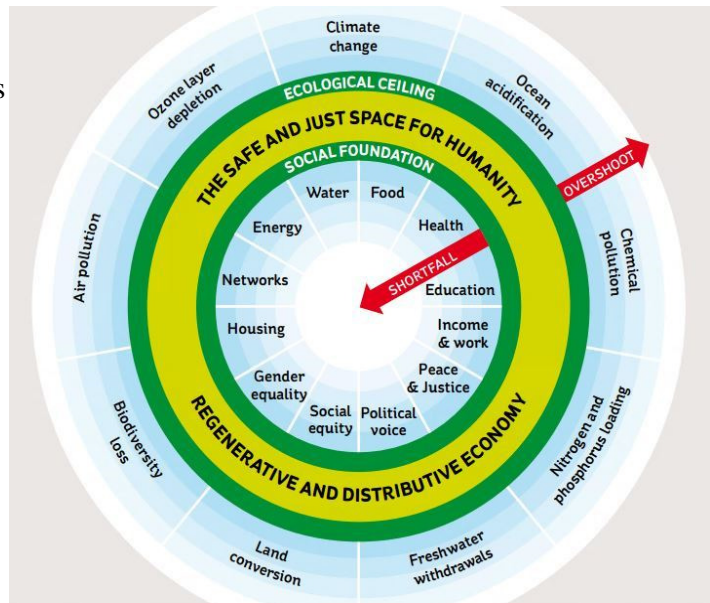 s
Climate
change
Ozone layer
depletion
Ocean
acidification
ECOLOGICAL CEILING
THE SAFE AND JUST SPACE FOR HUMANITY
SOCIAL FOUNDATION
OVERSHOOT
Water
Food
Energy
Health
SHORTFALL
Air pollution
Chemical
pollution
Networks
Education
Housing
Income
& work
Gender
equality
Peace
& Justice
Social
equity
Political
voice
REGENERATIVE AND DISTRIBUTIVE ECONOMY
Biodiversity
loss
Nitrogen and
phosphorus loading
Land
conversion
Freshwater
withdrawals